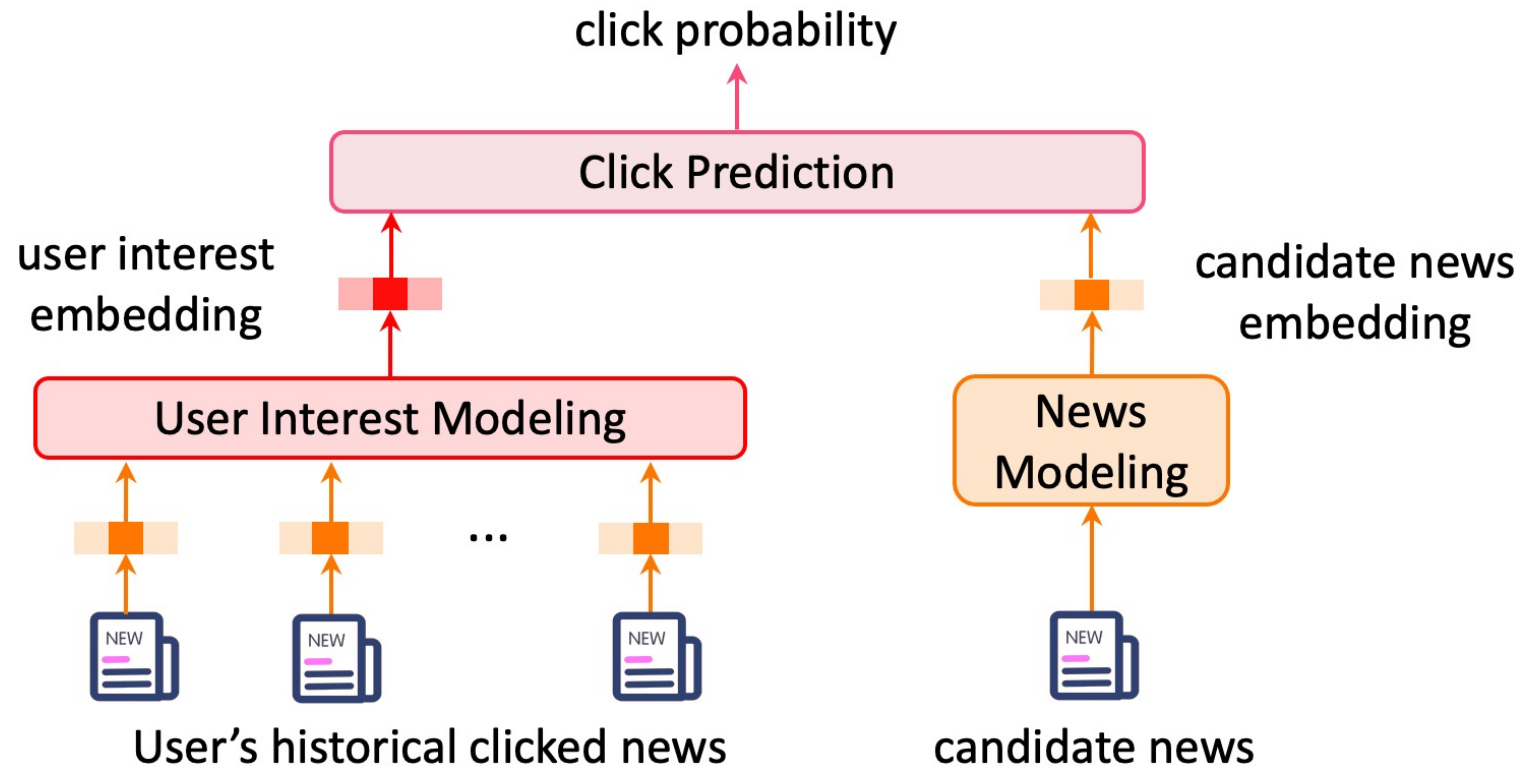 click probability
Click Prediction
user interest
embedding
candidate news
embedding
User Interest Modeling
News
Modeling
...
NEW
NEW
NEW
NEW
User’s historical clicked news
candidate news